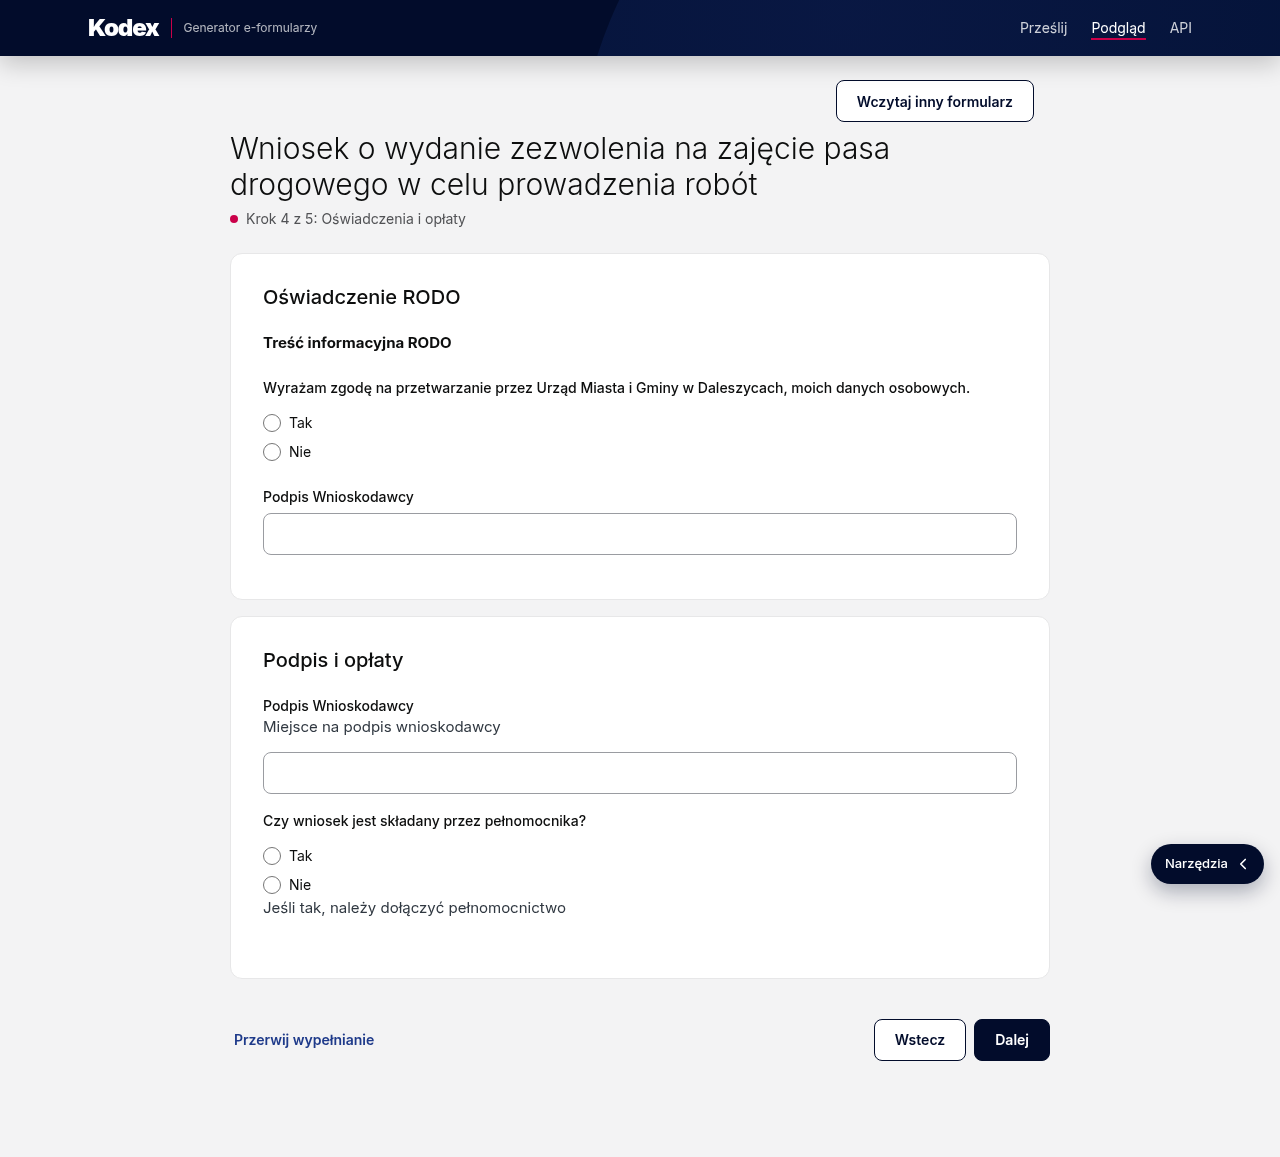 Kodex
Generator e-formularzy
Prześlij
Podgląd
API
Wczytaj inny formularz
Wniosek o wydanie zezwolenia na zajęcie pasa
drogowego w celu prowadzenia robót
Krok 4 z 5: Oświadczenia i opłaty
Oświadczenie RODO
Treść informacyjna RODO
Wyrażam zgodę na przetwarzanie przez Urząd Miasta i Gminy w Daleszycach, moich danych osobowych.
Tak
Nie
Podpis Wnioskodawcy
Podpis i opłaty
Podpis Wnioskodawcy
Miejsce na podpis wnioskodawcy
Czy wniosek jest składany przez pełnomocnika?
Tak
Nie
Jeśli tak, należy dołączyć pełnomocnictwo
Narzędzia
Przerwij wypełnianie
Wstecz
Dalej